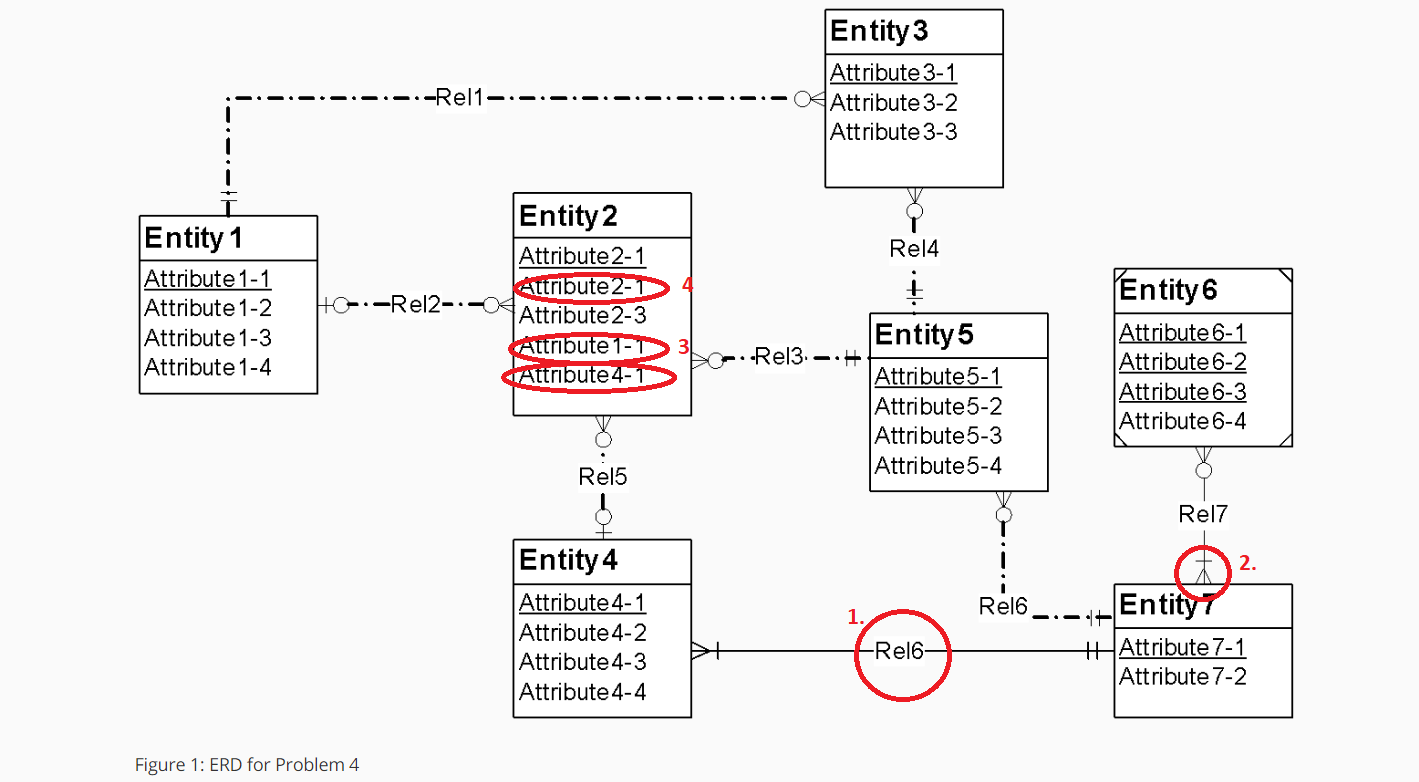 Entity3
Attribute3-1
Attribute3-2
Attribute3-3
Rel1
Entity1
Attribute1-1
Attribute1-2
Attribute1-3
Attribute1-4
Rel2
Entity2
Attribute2-1
Attribute2-1
4
Attribute2-3
Attribute1-1
3
Attribute4-1
Rel4
Rel3
Entity5
Attribute5-1
Attribute5-2
Attribute5-3
Attribute5-4
Entity6
Attribute6-1
Attribute6-2
Attribute6-3
Attribute6-4
Rel5
Rel7
2.
Entity4
Attribute4-1
Attribute4-2
Attribute4-3
Attribute4-4
Rel6
1.
Rel6
Entity7
Attribute7-1
Attribute7-2
Figure 1: ERD for Problem 4